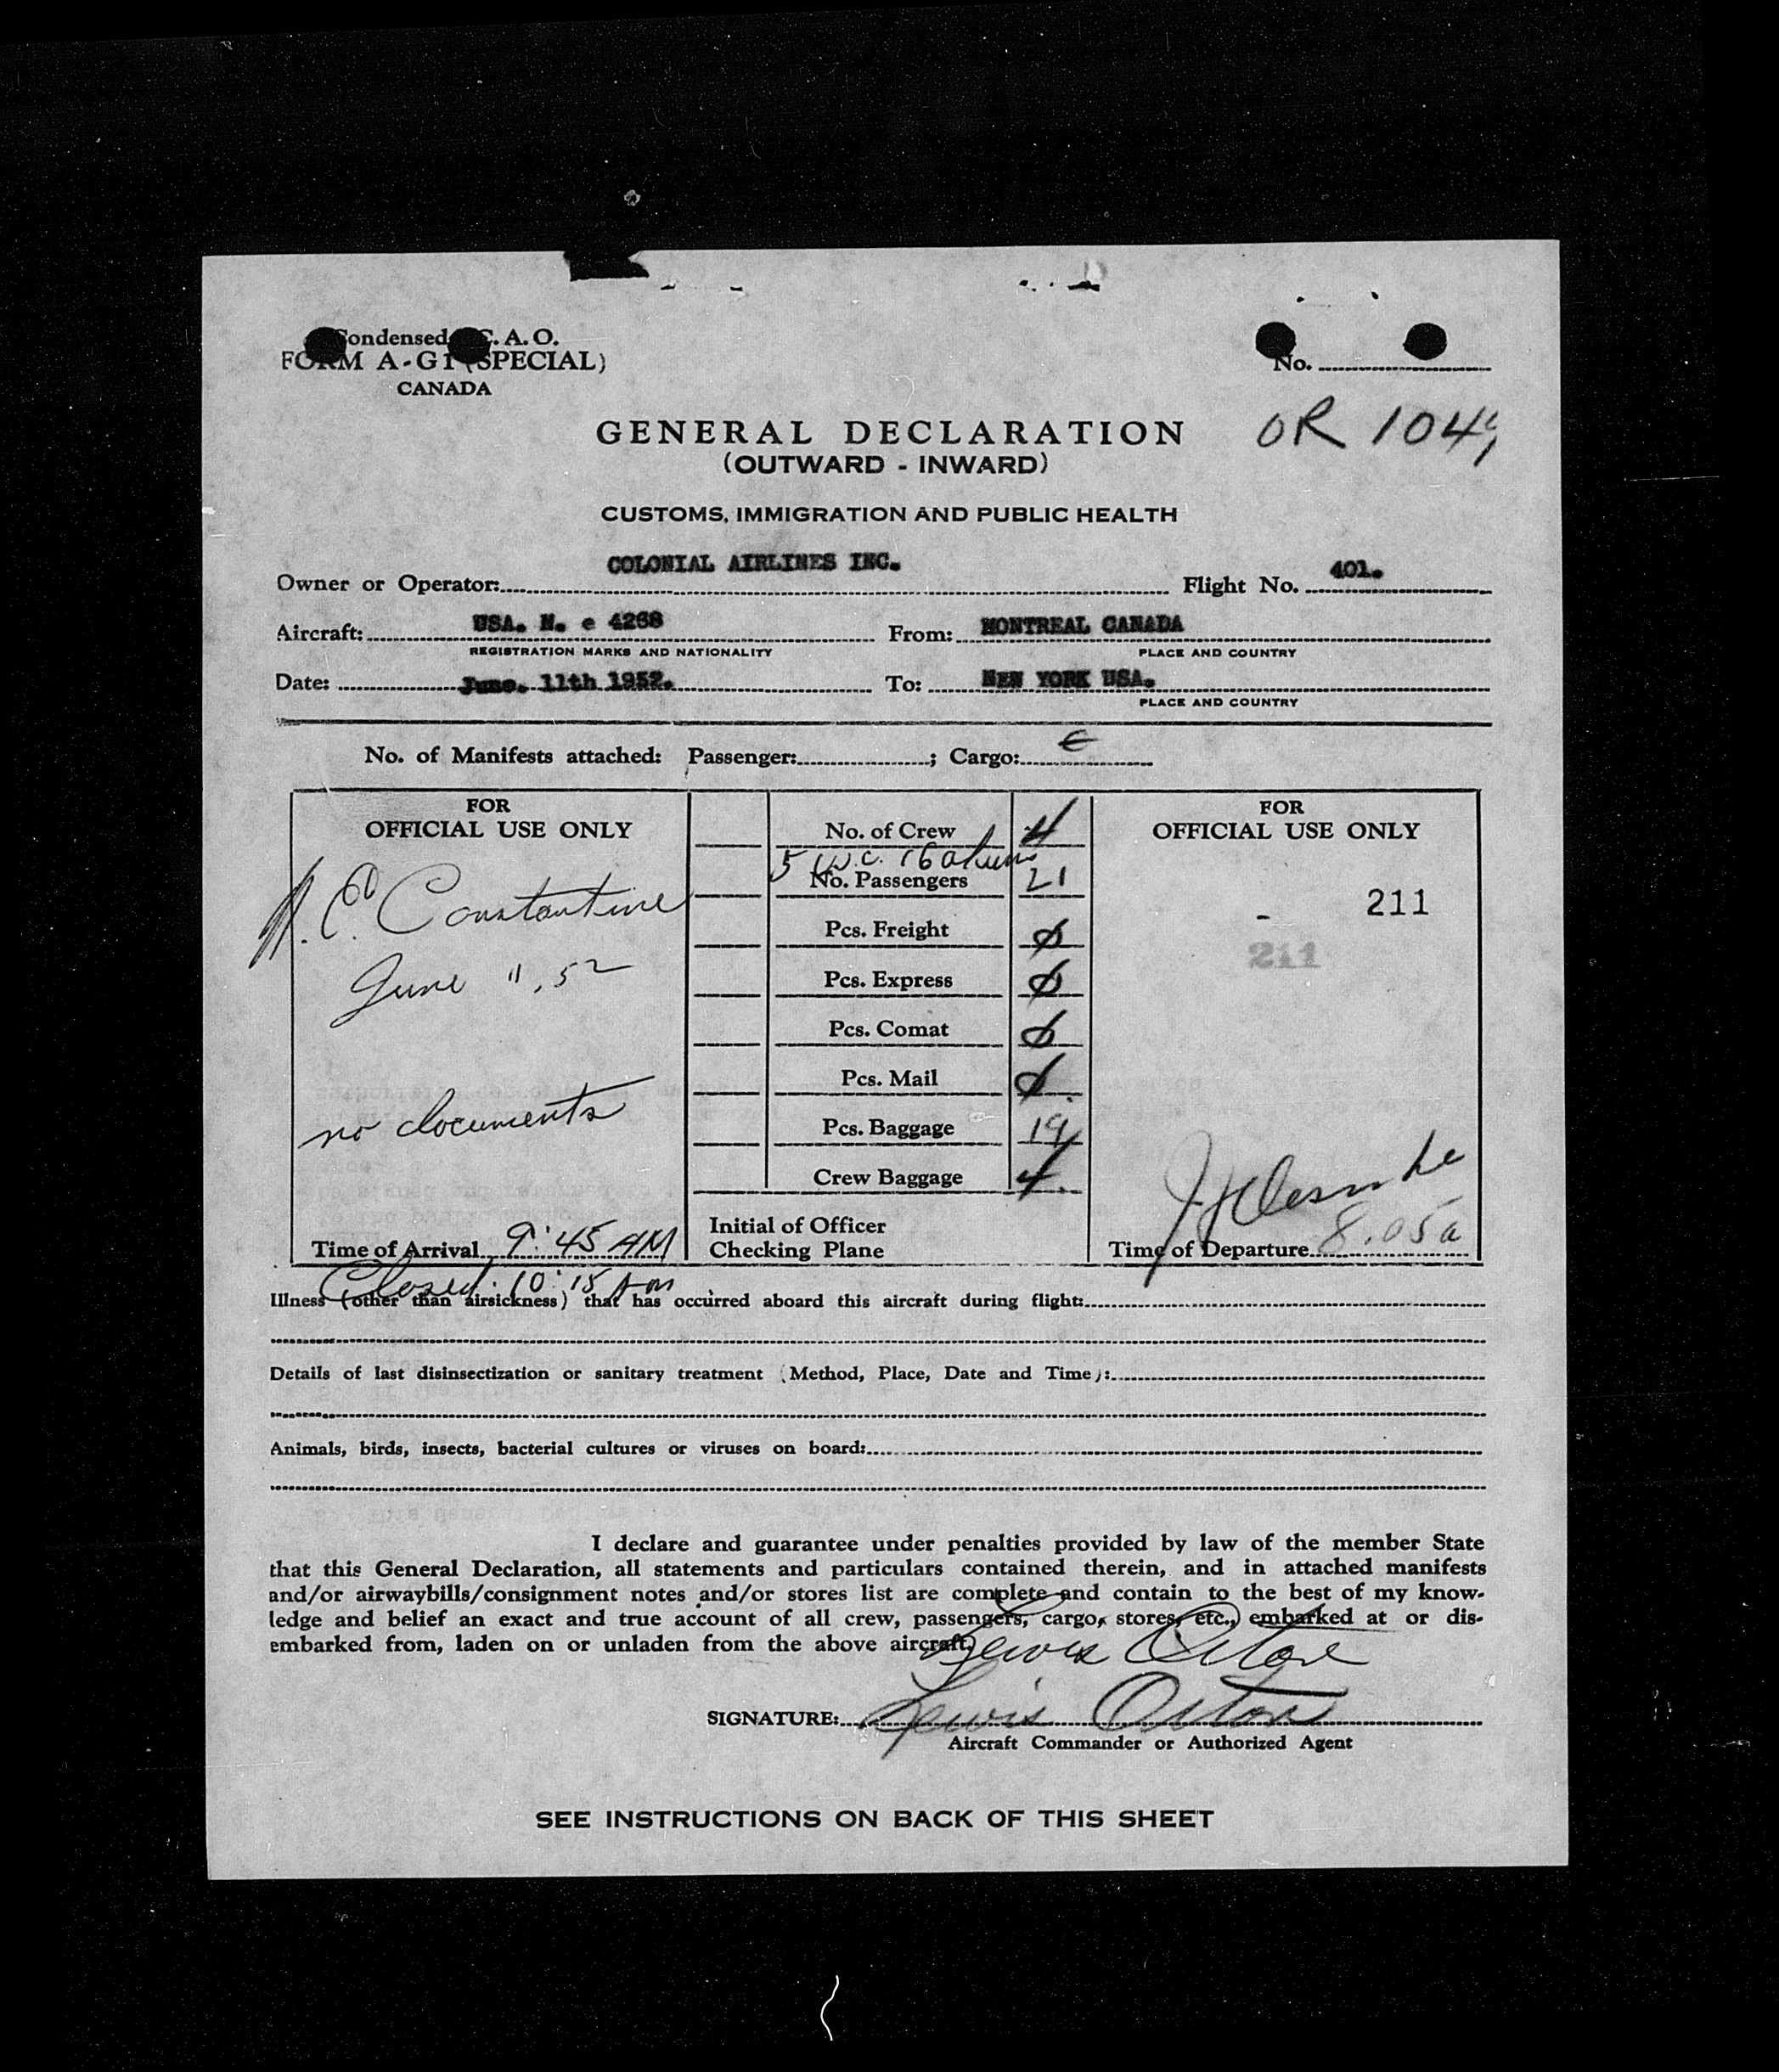 Condensed I.C.A.O.
FORM A-G1 (SPECIAL)
CANADA
No.
OR 104
GENERAL DECLARATION
(OUTWARD - INWARD)
CUSTOMS, IMMIGRATION AND PUBLIC HEALTH
Owner or Operator: COLONIAL AIRLINES INC. Flight No. 401.
Aircraft: USA. N. c 4268 From: MONTREAL CANADA
REGISTRATION MARKS AND NATIONALITY PLACE AND COUNTRY
Date: June. 11th 1952. To: NEW YORK USA.
PLACE AND COUNTRY
No. of Manifests attached: Passenger: ; Cargo:
FOR
OFFICIAL USE ONLY
N. C. Constantine
June 11, 52
no documents
Time of Arrival 9:45 AM
Closed: 10:15 Am
No. of Crew 4
5 W.C. 16 aliens
No. Passengers 21
Pcs. Freight 0
Pcs. Express 0
Pcs. Comat 0
Pcs. Mail 0
Pcs. Baggage 19
Crew Baggage 4.
Initial of Officer
Checking Plane
FOR
OFFICIAL USE ONLY
- 211
211
Time of Departure 8.05a
Illness (other than airsickness) that has occurred aboard this aircraft during flight:
Details of last disinsectization or sanitary treatment (Method, Place, Date and Time):
Animals, birds, insects, bacterial cultures or viruses on board:
I declare and guarantee under penalties provided by law of the member State
that this General Declaration, all statements and particulars contained therein, and in attached manifests
and/or airwaybills/consignment notes and/or stores list are complete and contain to the best of my know-
ledge and belief an exact and true account of all crew, passengers, cargo, stores, etc., embarked at or dis-
embarked from, laden on or unladen from the above aircraft.
Lewis Orton
SIGNATURE: Lewis Orton
Aircraft Commander or Authorized Agent
SEE INSTRUCTIONS ON BACK OF THIS SHEET